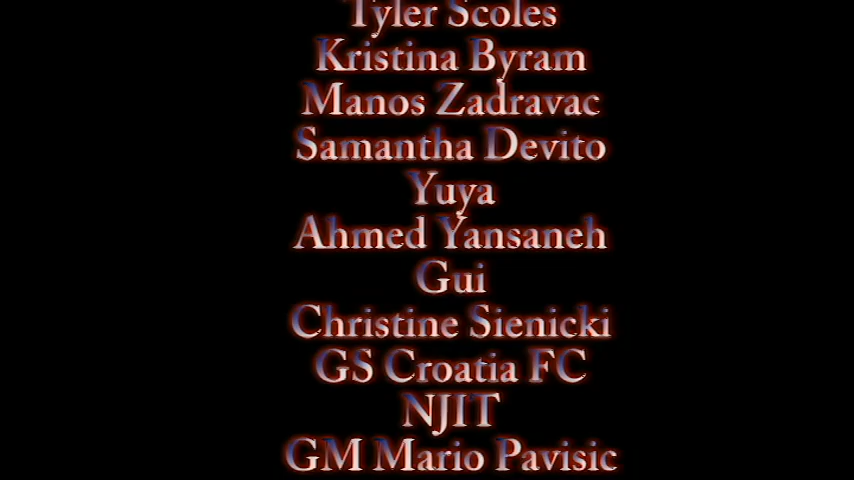 Tyler Scoles
Kristina Byram
Manos Zadravac
Samantha Devito
Yuya
Ahmed Yansaneh
Gui
Christine Sienicki
GS Croatia FC
NJIT
GM Mario Pavisic